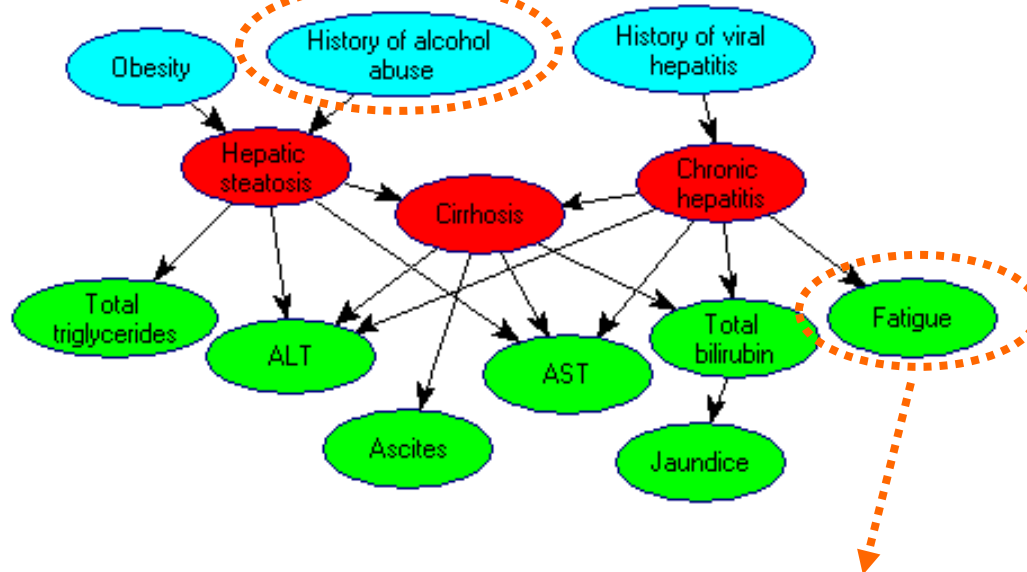 Obesity
History of alcohol
abuse
History of viral
hepatitis
Hepatic
steatosis
Cirrhosis
Chronic
hepatitis
Total
triglycerides
ALT
AST
Total
bilirubin
Fatigue
Ascites
Jaundice